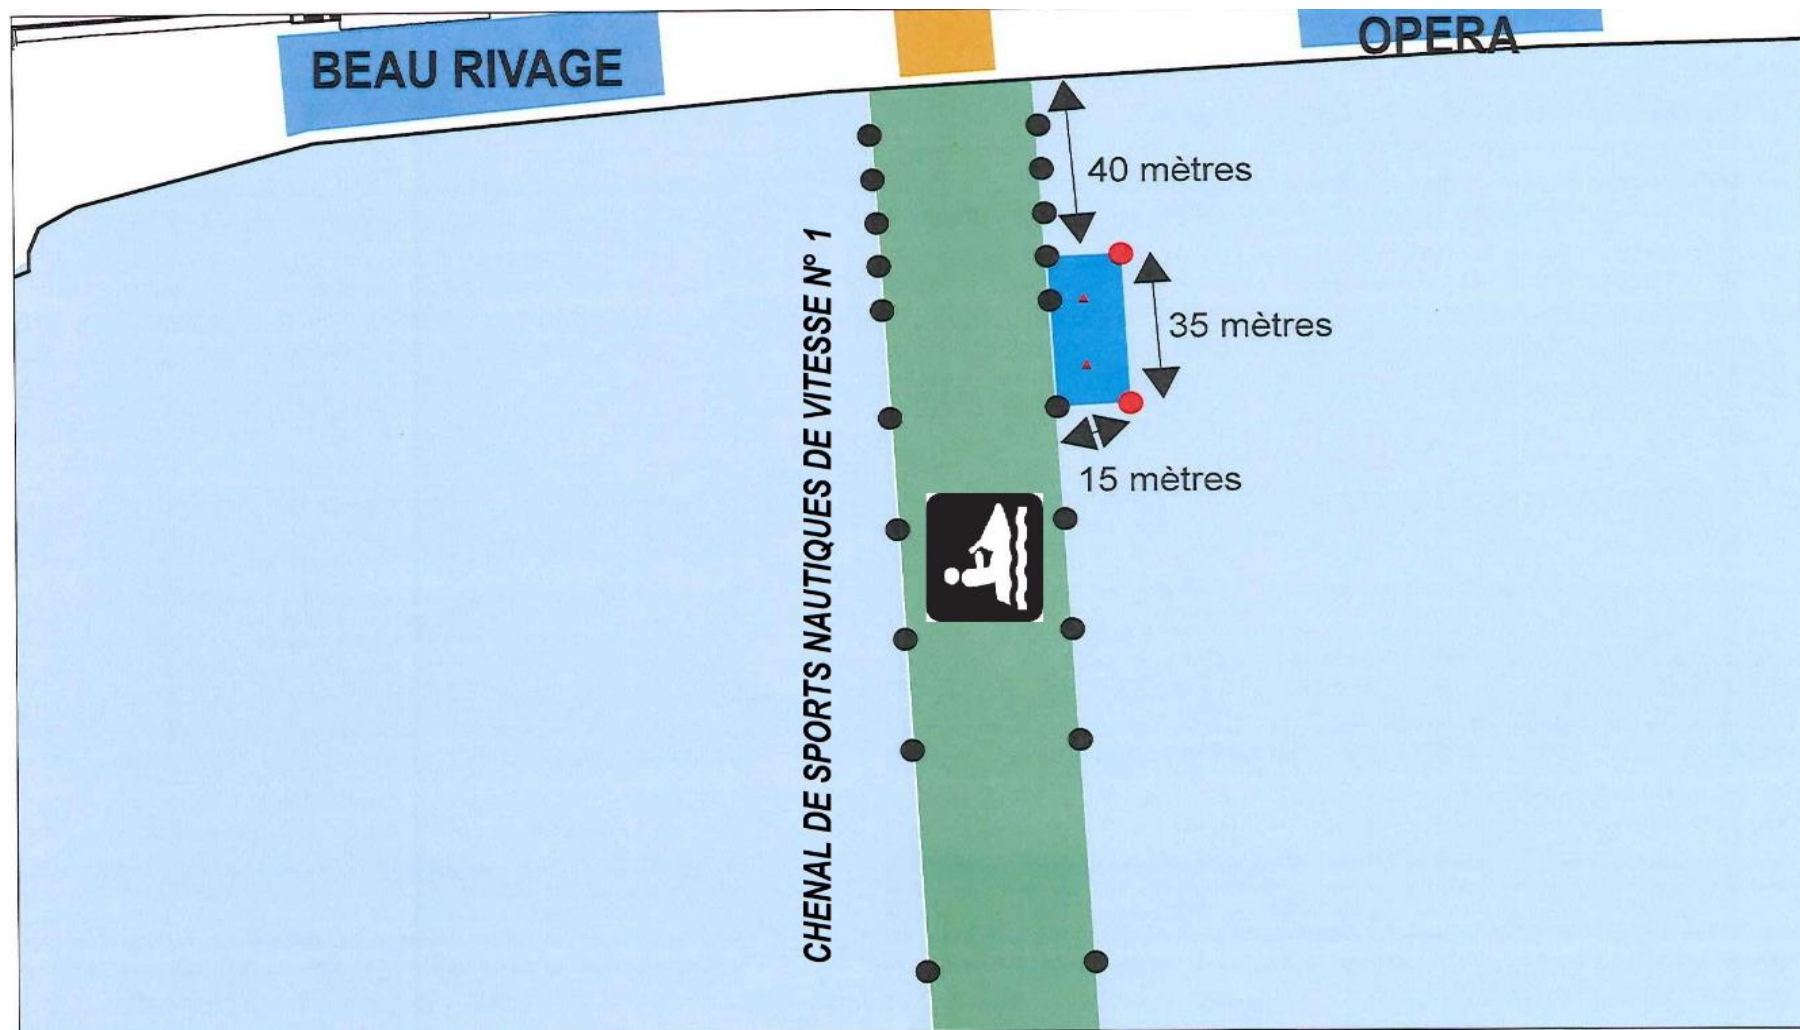 BEAU RIVAGE
OPERA
40 mètres
35 mètres
15 mètres
CHENAL DE SPORTS NAUTIQUES DE VITESSE N° 1